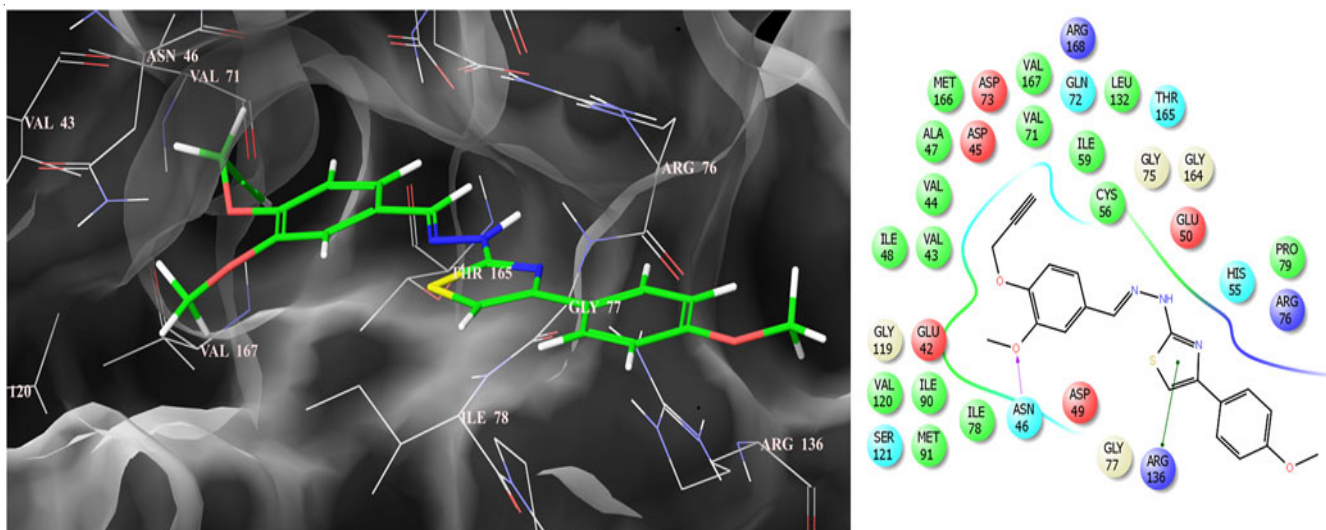 ASN 46
VAL 71
VAL 43
ARG 76
THR 165
GLY 77
VAL 167
120
ILE 78
ARG 136
ARG
168
MET
166
ASP
73
VAL
167
GLN
72
LEU
132
THR
165
ALA
47
ASP
45
VAL
71
ILE
59
GLY
75
GLY
164
VAL
44
CYS
56
GLU
50
ILE
48
VAL
43
PRO
79
HIS
55
ARG
76
O
N
NH
GLY
119
GLU
42
O
S
N
VAL
120
ILE
90
ILE
78
ASN
46
ASP
49
SER
121
MET
91
GLY
77
ARG
136
O